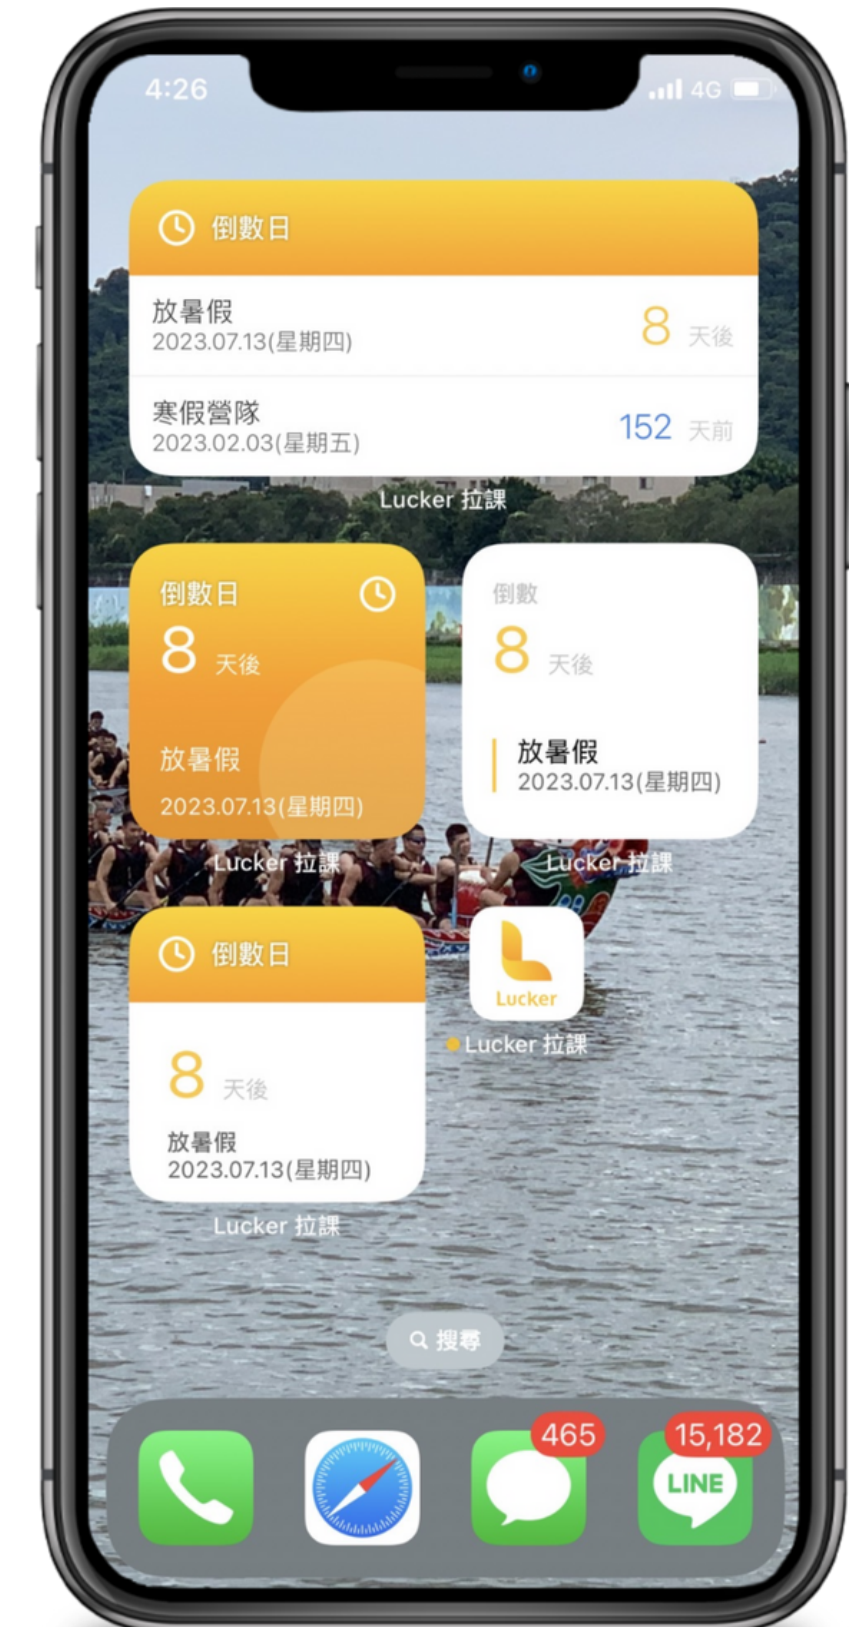 4:26
4G
倒數日
放暑假
8 天後
2023.07.13(星期四)
寒假營隊
152 天前
2023.02.03(星期五)
Lucker 拉課
倒數日
8 天後
放暑假
2023.07.13(星期四)
Lucker 拉課
倒數
8 天後
放暑假
2023.07.13(星期四)
Lucker 拉課
倒數日
8 天後
放暑假
2023.07.13(星期四)
Lucker 拉課
Lucker
Lucker 拉課
搜尋
465
15,182
LINE